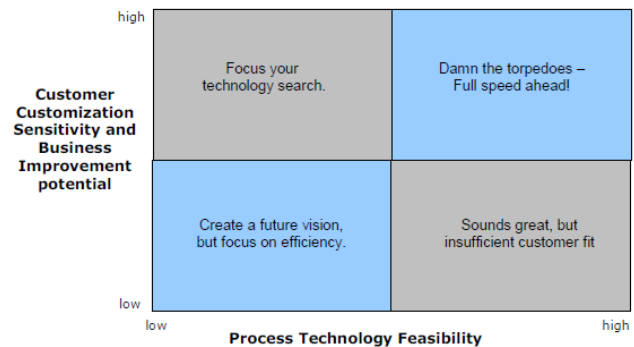 high
Focus your
technology search.
Damn the torpedoes –
Full speed ahead!
Customer
Customization
Sensitivity and
Business
Improvement
potential
Create a future vision,
but focus on efficiency.
Sounds great, but
insufficient customer fit
low
low
high
Process Technology Feasibility